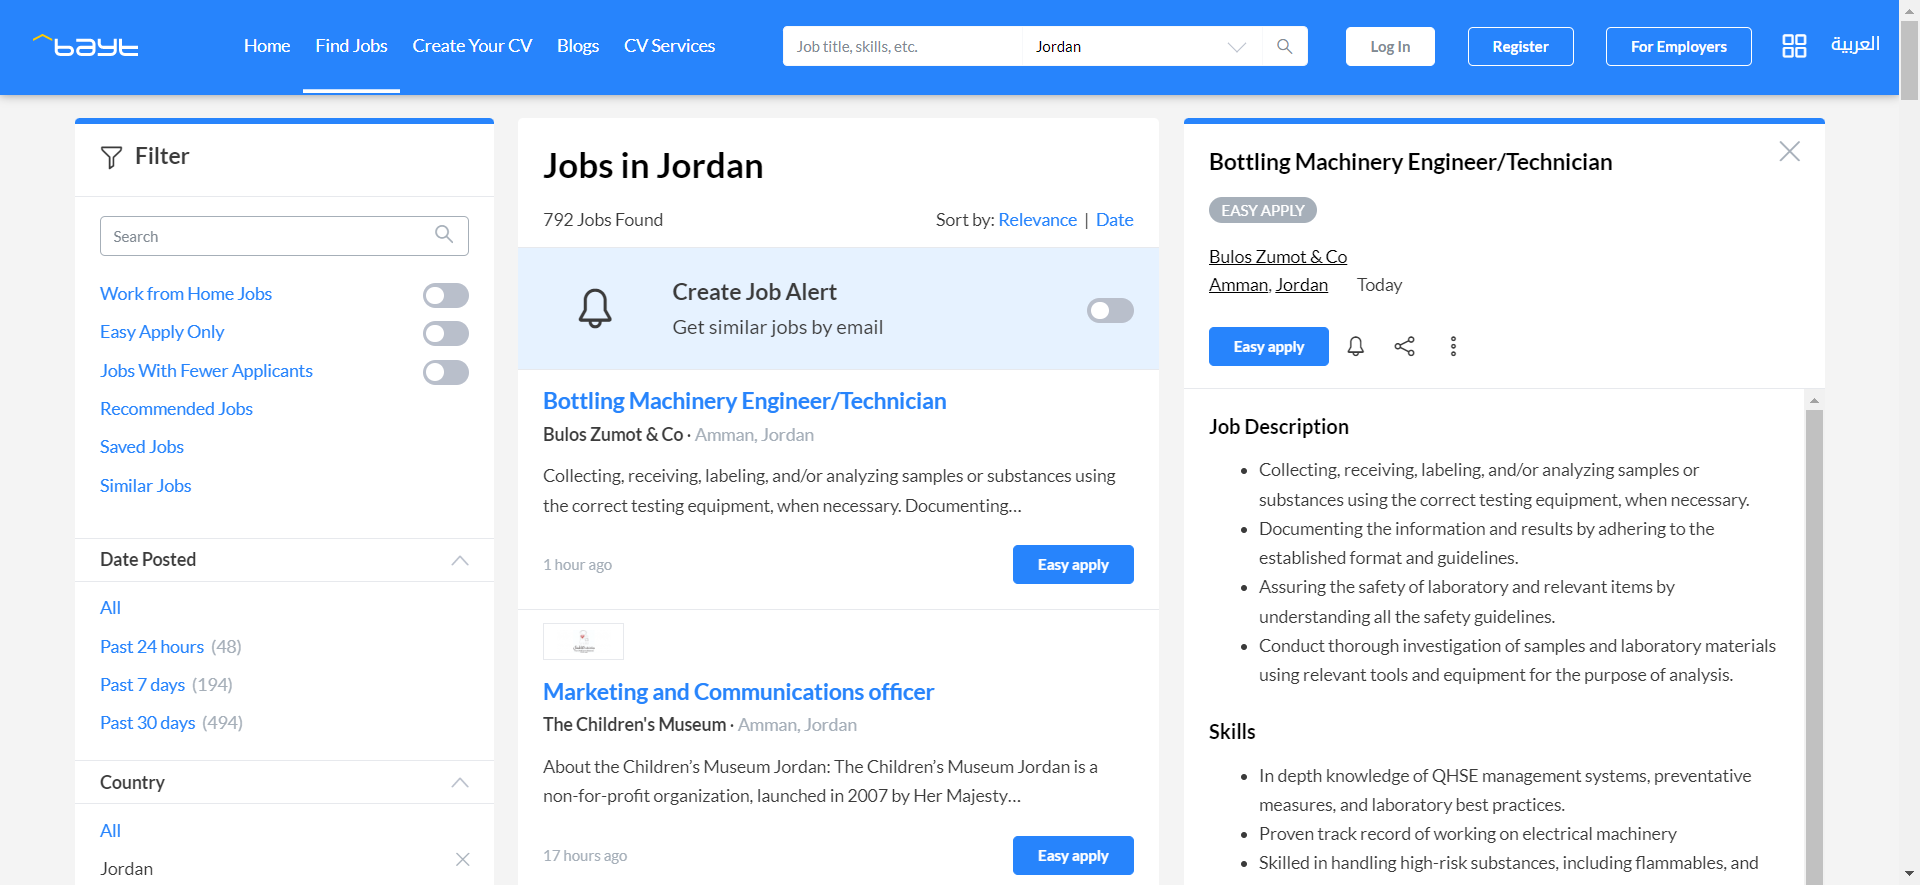 bayt
Home
Find Jobs
Create Your CV
Blogs
CV Services
Job title, skills, etc.
Jordan
Log In
Register
For Employers
العربية
Filter
Search
Work from Home Jobs
Easy Apply Only
Jobs With Fewer Applicants
Recommended Jobs
Saved Jobs
Similar Jobs
Date Posted
All
Past 24 hours (48)
Past 7 days (194)
Past 30 days (494)
Country
All
Jordan
Jobs in Jordan
792 Jobs Found
Sort by: Relevance | Date
Create Job Alert
Get similar jobs by email
Bottling Machinery Engineer/Technician
Bulos Zumot & Co · Amman, Jordan
Collecting, receiving, labeling, and/or analyzing samples or substances using
the correct testing equipment, when necessary. Documenting…
1 hour ago
Easy apply
Marketing and Communications officer
The Children's Museum · Amman, Jordan
About the Children’s Museum Jordan: The Children’s Museum Jordan is a
non-for-profit organization, launched in 2007 by Her Majesty…
17 hours ago
Easy apply
Bottling Machinery Engineer/Technician
EASY APPLY
Bulos Zumot & Co
Amman, Jordan Today
Easy apply
Job Description
• Collecting, receiving, labeling, and/or analyzing samples or
substances using the correct testing equipment, when necessary.
• Documenting the information and results by adhering to the
established format and guidelines.
• Assuring the safety of laboratory and relevant items by
understanding all the safety guidelines.
• Conduct thorough investigation of samples and laboratory materials
using relevant tools and equipment for the purpose of analysis.
Skills
• In depth knowledge of QHSE management systems, preventative
measures, and laboratory best practices.
• Proven track record of working on electrical machinery
• Skilled in handling high-risk substances, including flammables, and